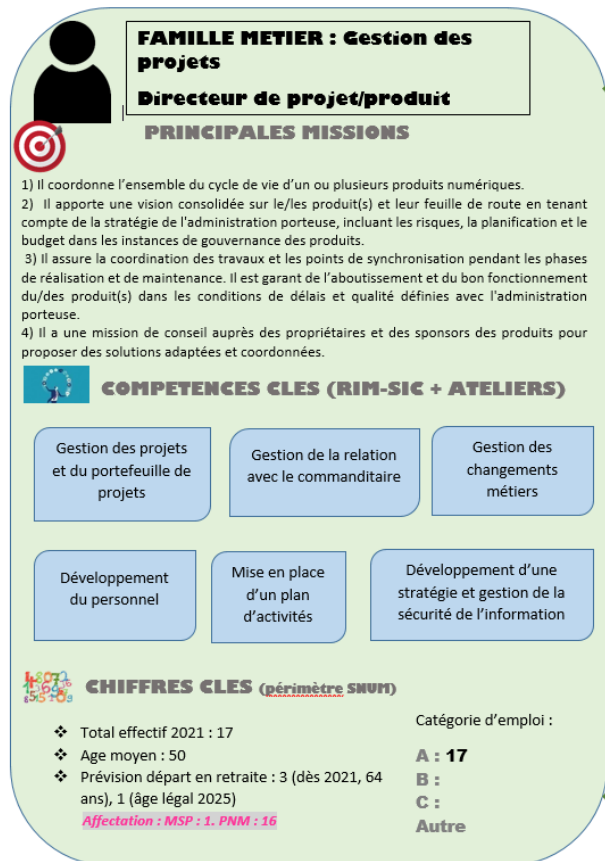 FAMILLE METIER : Gestion des
projets
Directeur de projet/produit
PRINCIPALES MISSIONS
1) Il coordonne l'ensemble du cycle de vie d'un ou plusieurs produits numériques.
2) Il apporte une vision consolidée sur le/les produit(s) et leur feuille de route en tenant
compte de la stratégie de l'administration porteuse, incluant les risques, la planification et le
budget dans les instances de gouvernance des produits.
3) Il assure la coordination des travaux et les points de synchronisation pendant les phases
de réalisation et de maintenance. Il est garant de l'aboutissement et du bon fonctionnement
du/des produit(s) dans les conditions de délais et qualité définies avec l'administration
porteuse.
4) Il a une mission de conseil auprès des propriétaires et des sponsors des produits pour
proposer des solutions adaptées et coordonnées.
COMPETENCES CLES (RIM-SIC + ATELIERS)
Gestion des projets
et du portefeuille de
projets
Gestion de la relation
avec le commanditaire
Gestion des
changements
métiers
Développement
du personnel
Mise en place
d'un plan
d'activités
Développement d'une
stratégie et gestion de la
sécurité de l'information
CHIFFRES CLES (périmètre SNUM)
❖ Total effectif 2021 : 17
❖ Age moyen : 50
❖ Prévision départ en retraite : 3 (dès 2021, 64
ans), 1 (âge légal 2025)
Affectation : MSP : 1. PNM : 16
Catégorie d'emploi :
A : 17
B :
C :
Autre